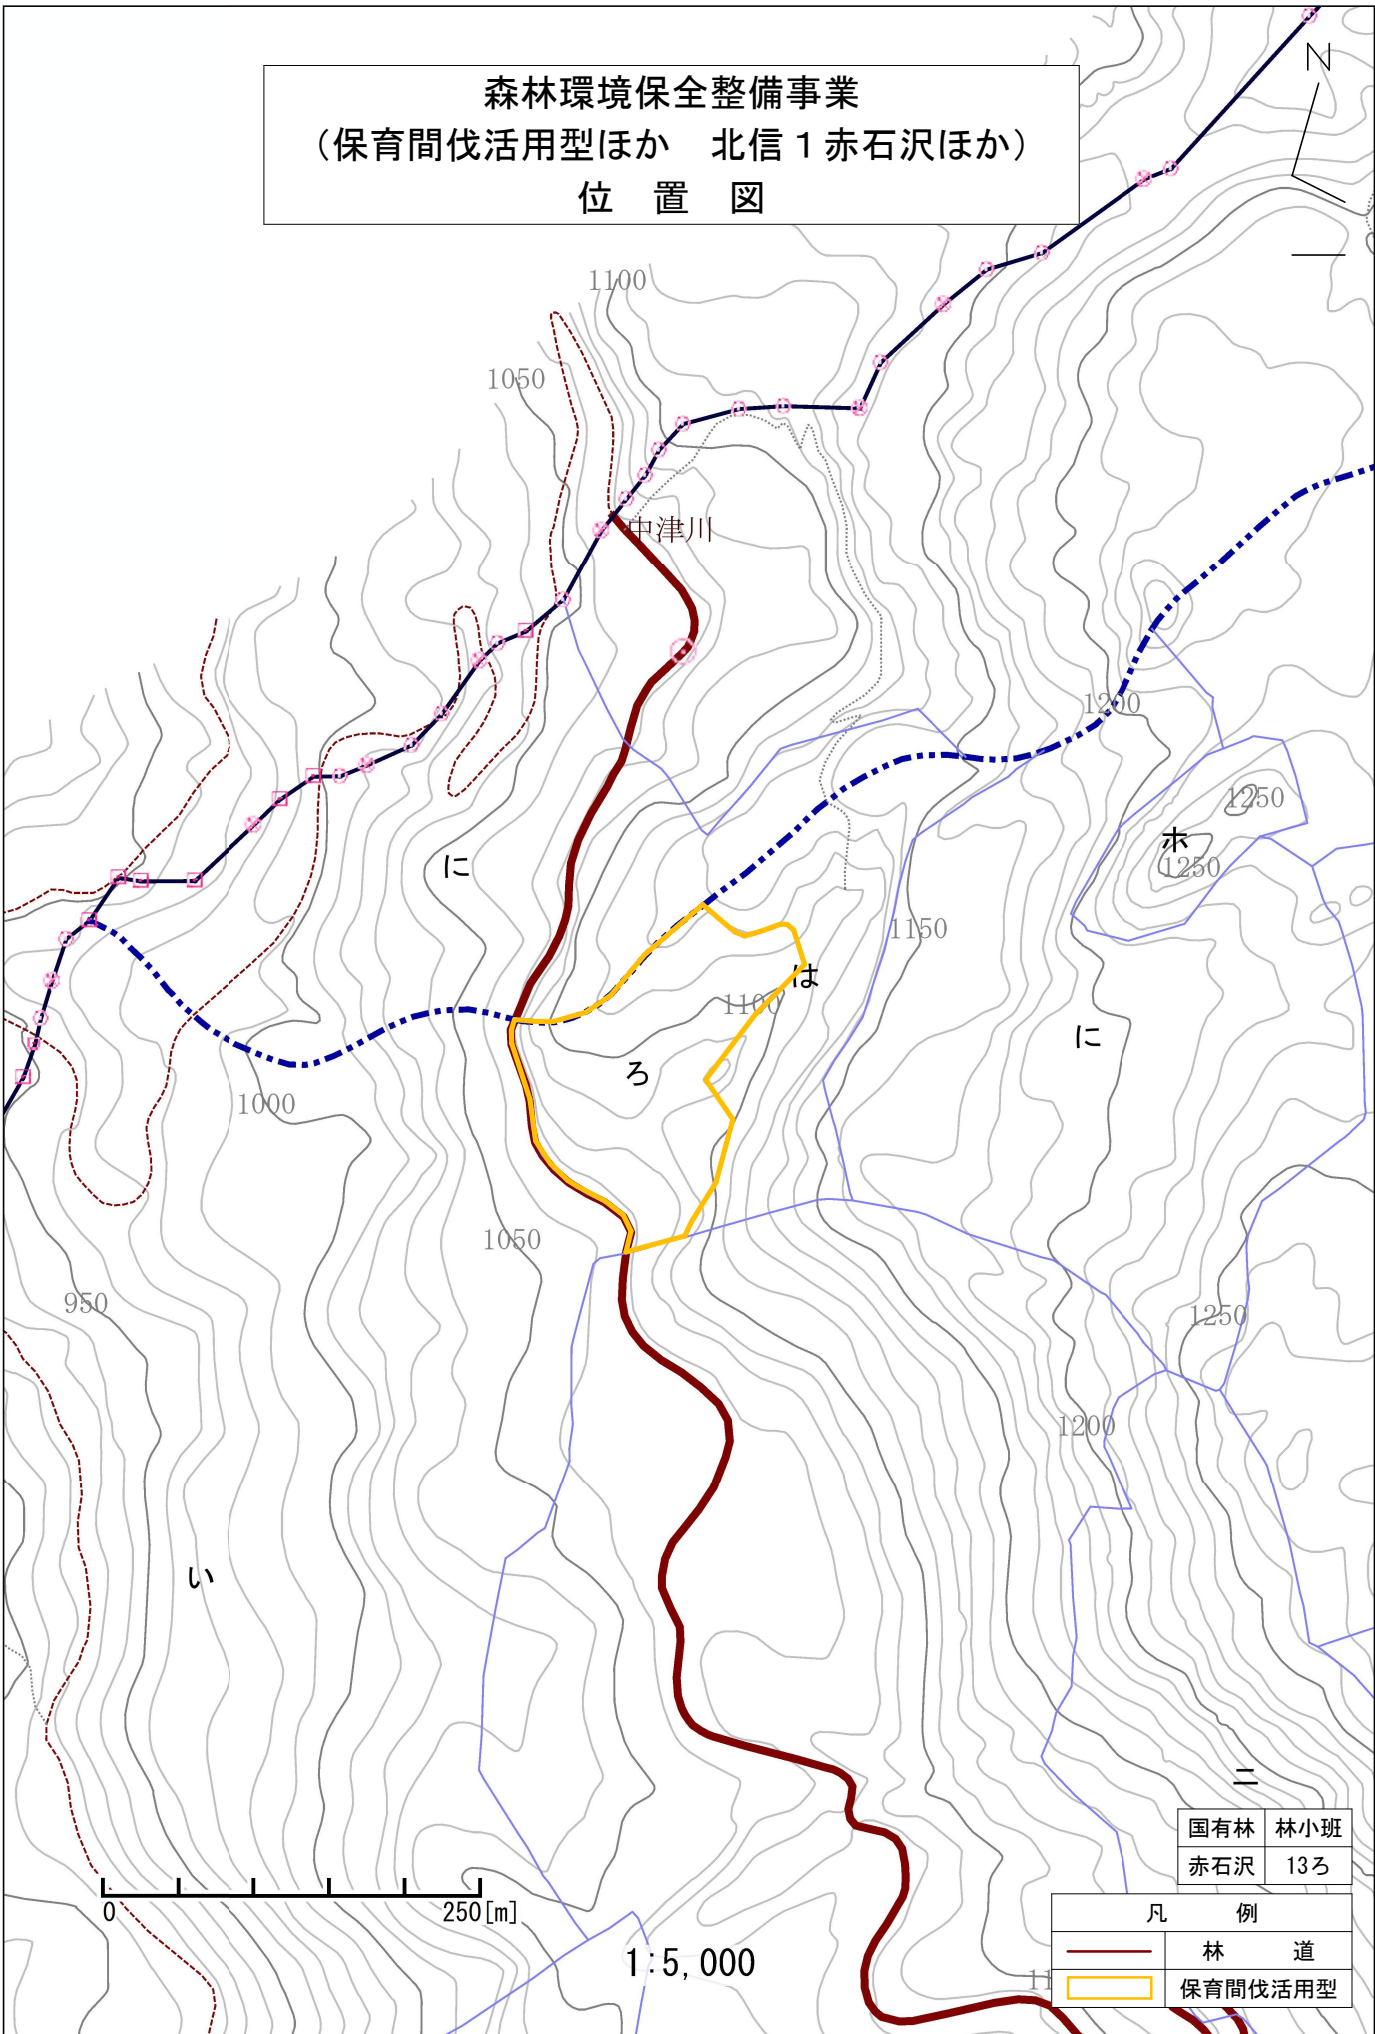 森林環境保全整備事業
（保育間伐活用型ほか　北信１赤石沢ほか）
位　置　図
N
1100
1050
中津川
1200
1250
ホ
1250
に
1150
は
1100
に
ろ
1000
1050
950
1250
1200
い
ニ
国有林 林小班
赤石沢 13ろ
0 250[m]
凡　例
林　道
1:5,000
保育間伐活用型